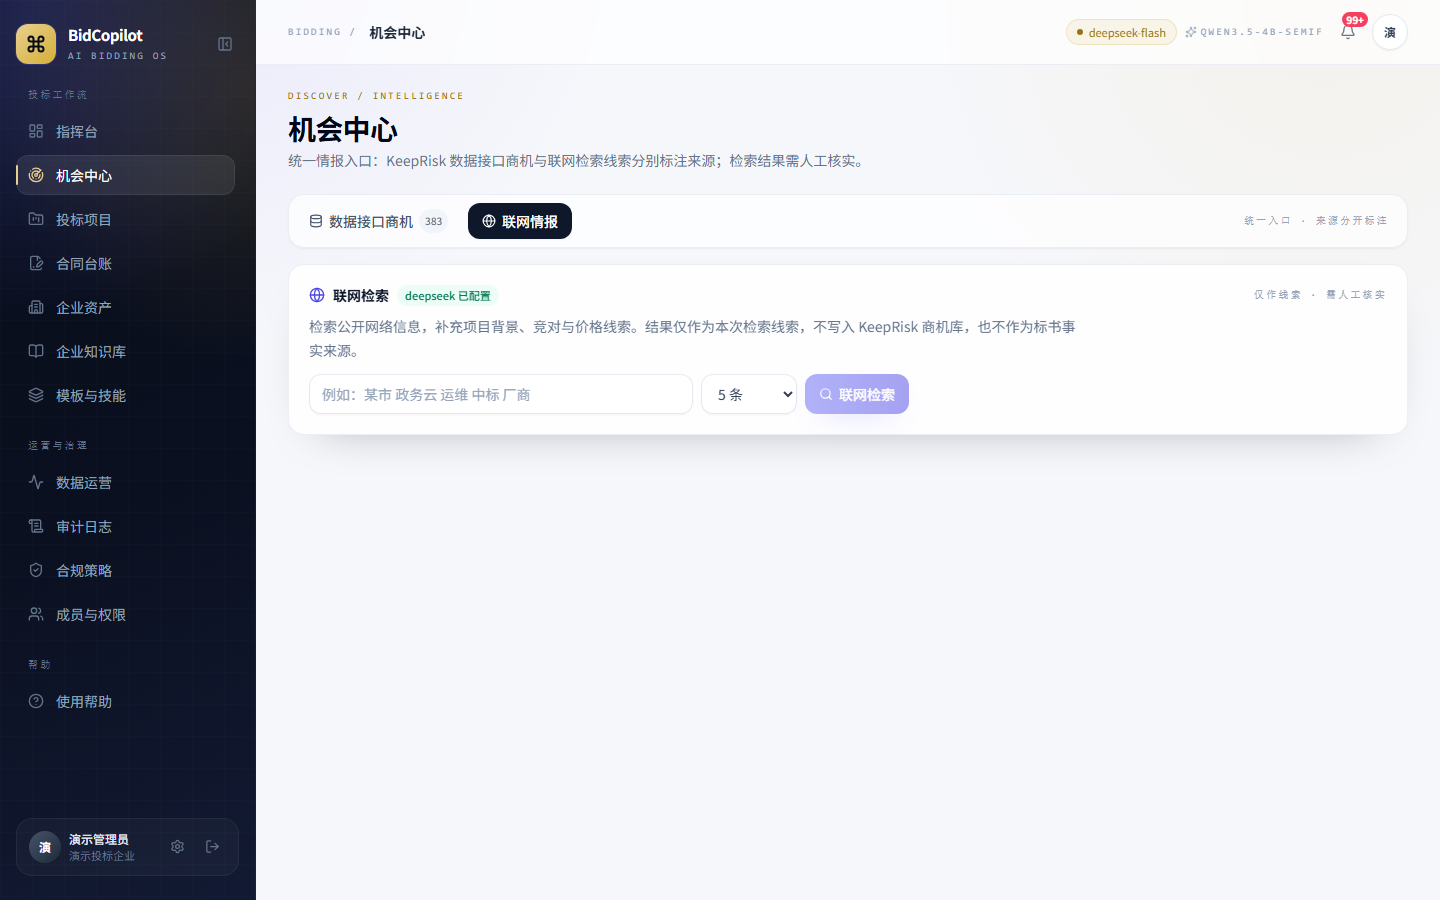 BidCopilot
AI BIDDING OS
投标工作流
指挥台
机会中心
投标项目
合同台账
企业资产
企业知识库
模板与技能
运营与治理
数据运营
审计日志
合规策略
成员与权限
帮助
使用帮助
演
演示管理员
演示投标企业
BIDDING / 机会中心
deepseek-flash
QWEN3.5-4B-SEMIF
99+
演
DISCOVER / INTELLIGENCE
机会中心
统一情报入口：KeepRisk 数据接口商机与联网检索线索分别标注来源；检索结果需人工核实。
数据接口商机 383
联网情报
统一入口 · 来源分开标注
联网检索 deepseek 已配置
仅作线索 · 需人工核实
检索公开网络信息，补充项目背景、竞对与价格线索。结果仅作为本次检索线索，不写入 KeepRisk 商机库，也不作为标书事
实来源。
例如：某市 政务云 运维 中标 厂商
5 条
联网检索